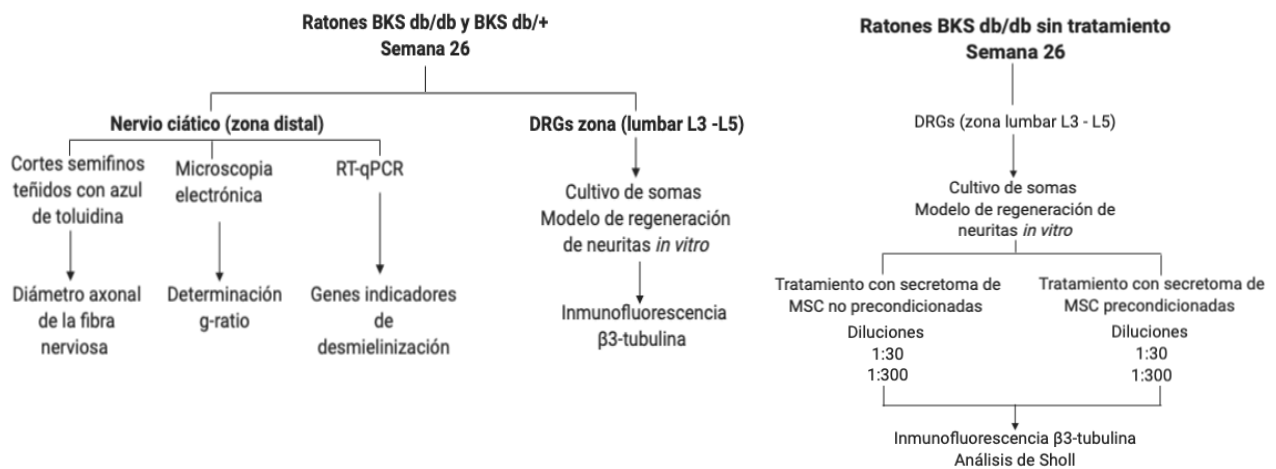 Ratones BKS db/db y BKS db/+
Semana 26
Nervio ciático (zona distal)
Cortes semifinos
teñidos con azul
de toluidina
Diámetro axonal
de la fibra
nerviosa
Microscopia
electrónica
Determinación
g-ratio
RT-qPCR
Genes indicadores
de
desmielinización
DRGs zona (lumbar L3 -L5)
Cultivo de somas
Modelo de regeneración
de neuritas in vitro
Inmunofluorescencia
β3-tubulina
Ratones BKS db/db sin tratamiento
Semana 26
DRGs (zona lumbar L3 - L5)
Cultivo de somas
Modelo de regeneración de
neuritas in vitro
Tratamiento con secretoma de
MSC no precondicionadas
Diluciones
1:30
1:300
Tratamiento con secretoma de
MSC precondicionadas
Diluciones
1:30
1:300
Inmunofluorescencia β3-tubulina
Análisis de Sholl